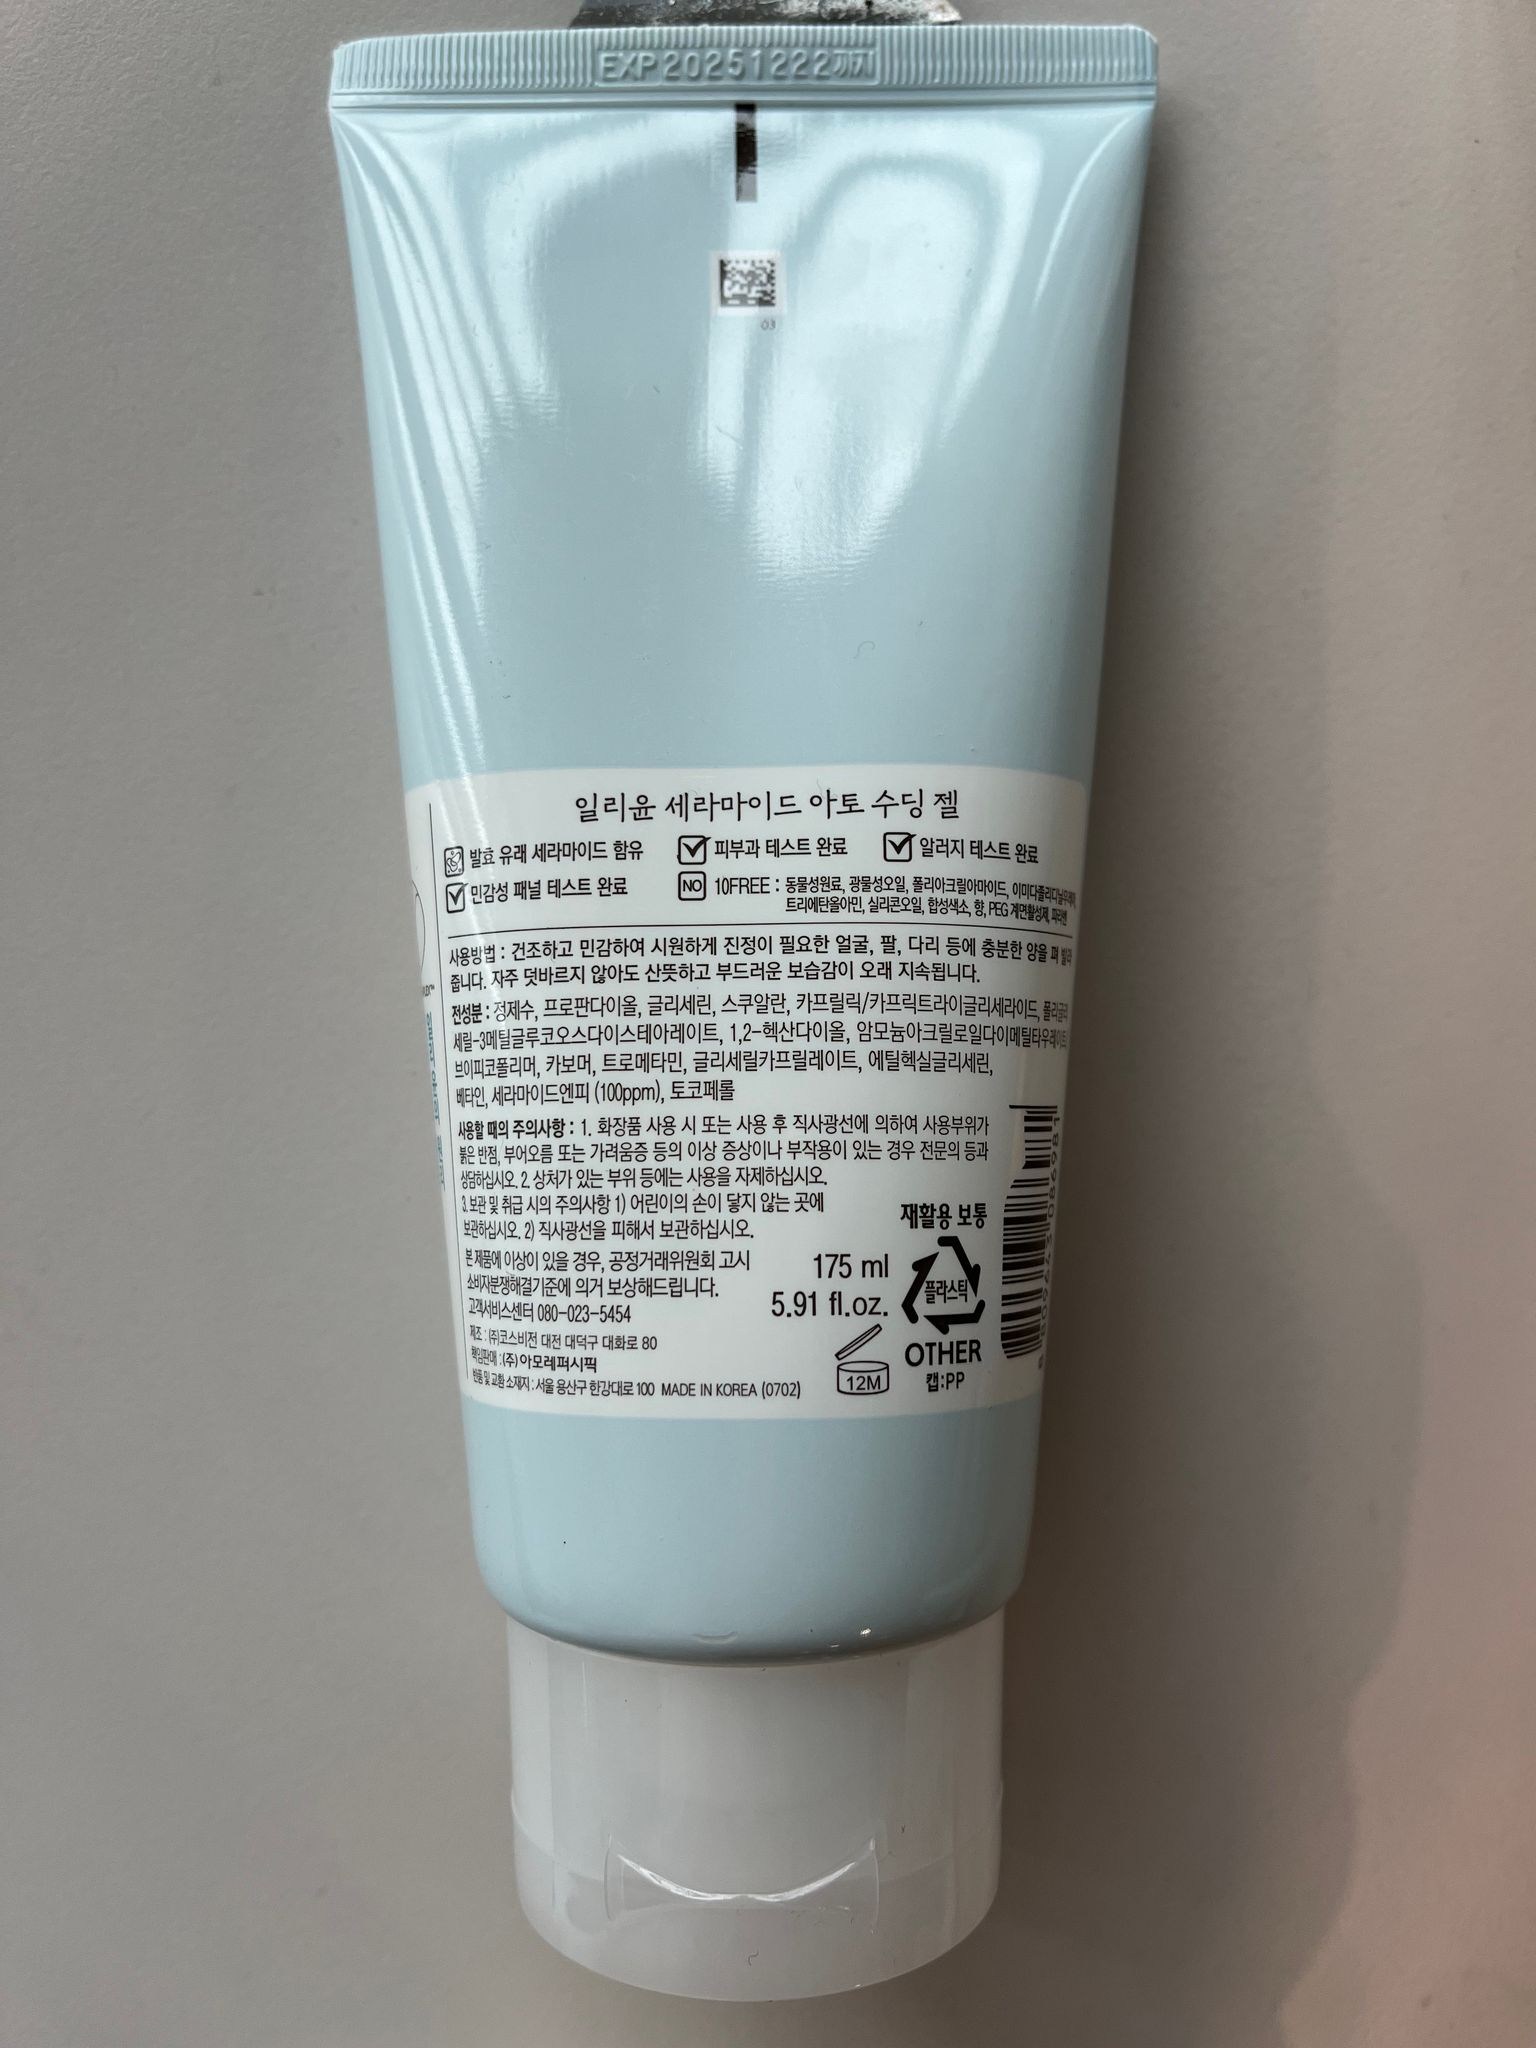 EXP20251222까지
03
일리윤 세라마이드 아토 수딩 젤
발효 유래 세라마이드 함유
피부과 테스트 완료
알러지 테스트 완료
민감성 패널 테스트 완료
NO 10FREE : 동물성원료, 광물성오일, 폴리아크릴아마이드, 이미다졸리디닐우레아,
트리에탄올아민, 실리콘오일, 합성색소, 향, PEG 계면활성제, 파라벤
사용방법 : 건조하고 민감하여 시원하게 진정이 필요한 얼굴, 팔, 다리 등에 충분한 양을 펴 발라
줍니다. 자주 덧바르지 않아도 산뜻하고 부드러운 보습감이 오래 지속됩니다.
전성분 : 정제수, 프로판다이올, 글리세린, 스쿠알란, 카프릴릭/카프릭트라이글리세라이드, 폴리글리
세릴-3메틸글루코오스다이스테아레이트, 1,2-헥산다이올, 암모늄아크릴로일다이메틸타우레이트/
브이피코폴리머, 카보머, 트로메타민, 글리세릴카프릴레이트, 에틸헥실글리세린,
베타인, 세라마이드엔피 (100ppm), 토코페롤
사용할 때의 주의사항 : 1. 화장품 사용 시 또는 사용 후 직사광선에 의하여 사용부위가
붉은 반점, 부어오름 또는 가려움증 등의 이상 증상이나 부작용이 있는 경우 전문의 등과
상담하십시오. 2. 상처가 있는 부위 등에는 사용을 자제하십시오.
3. 보관 및 취급 시의 주의사항 1) 어린이의 손이 닿지 않는 곳에
보관하십시오. 2) 직사광선을 피해서 보관하십시오.
본 제품에 이상이 있을 경우, 공정거래위원회 고시
소비자분쟁해결기준에 의거 보상해드립니다.
고객서비스센터 080-023-5454
제조 : (주)코스비전 대전 대덕구 대화로 80
책임판매 : (주) 아모레퍼시픽
반품 및 교환 소재지 : 서울 용산구 한강대로 100 MADE IN KOREA (0702)
175 ml
5.91 fl.oz.
12M
재활용 보통
플라스틱
OTHER
캡:PP
8 809643 086981